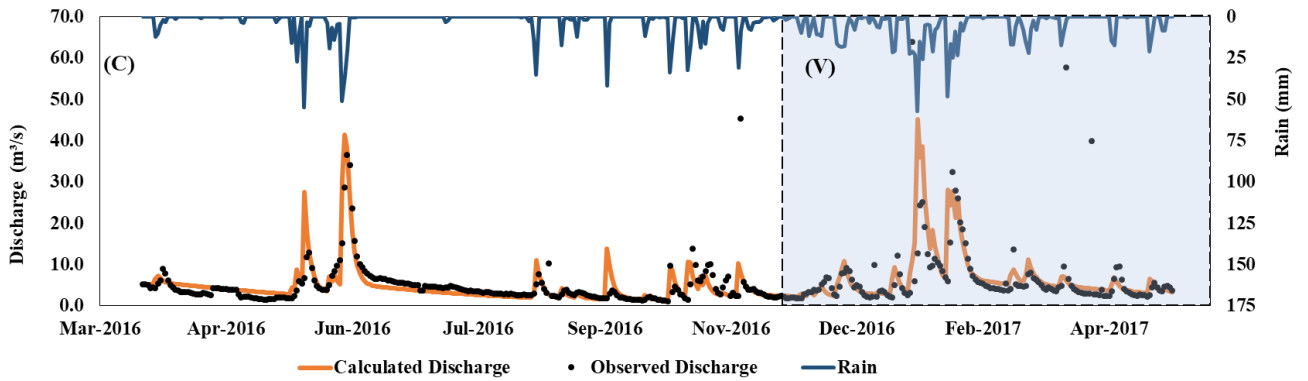 70.0
60.0
50.0
40.0
30.0
20.0
10.0
0.0
Discharge (m³/s)
(C)
(V)
0
25
50
75
100
125
150
175
Rain (mm)
Mar-2016 Apr-2016 Jun-2016 Jul-2016 Sep-2016 Nov-2016 Dec-2016 Feb-2017 Apr-2017
Calculated Discharge Observed Discharge Rain